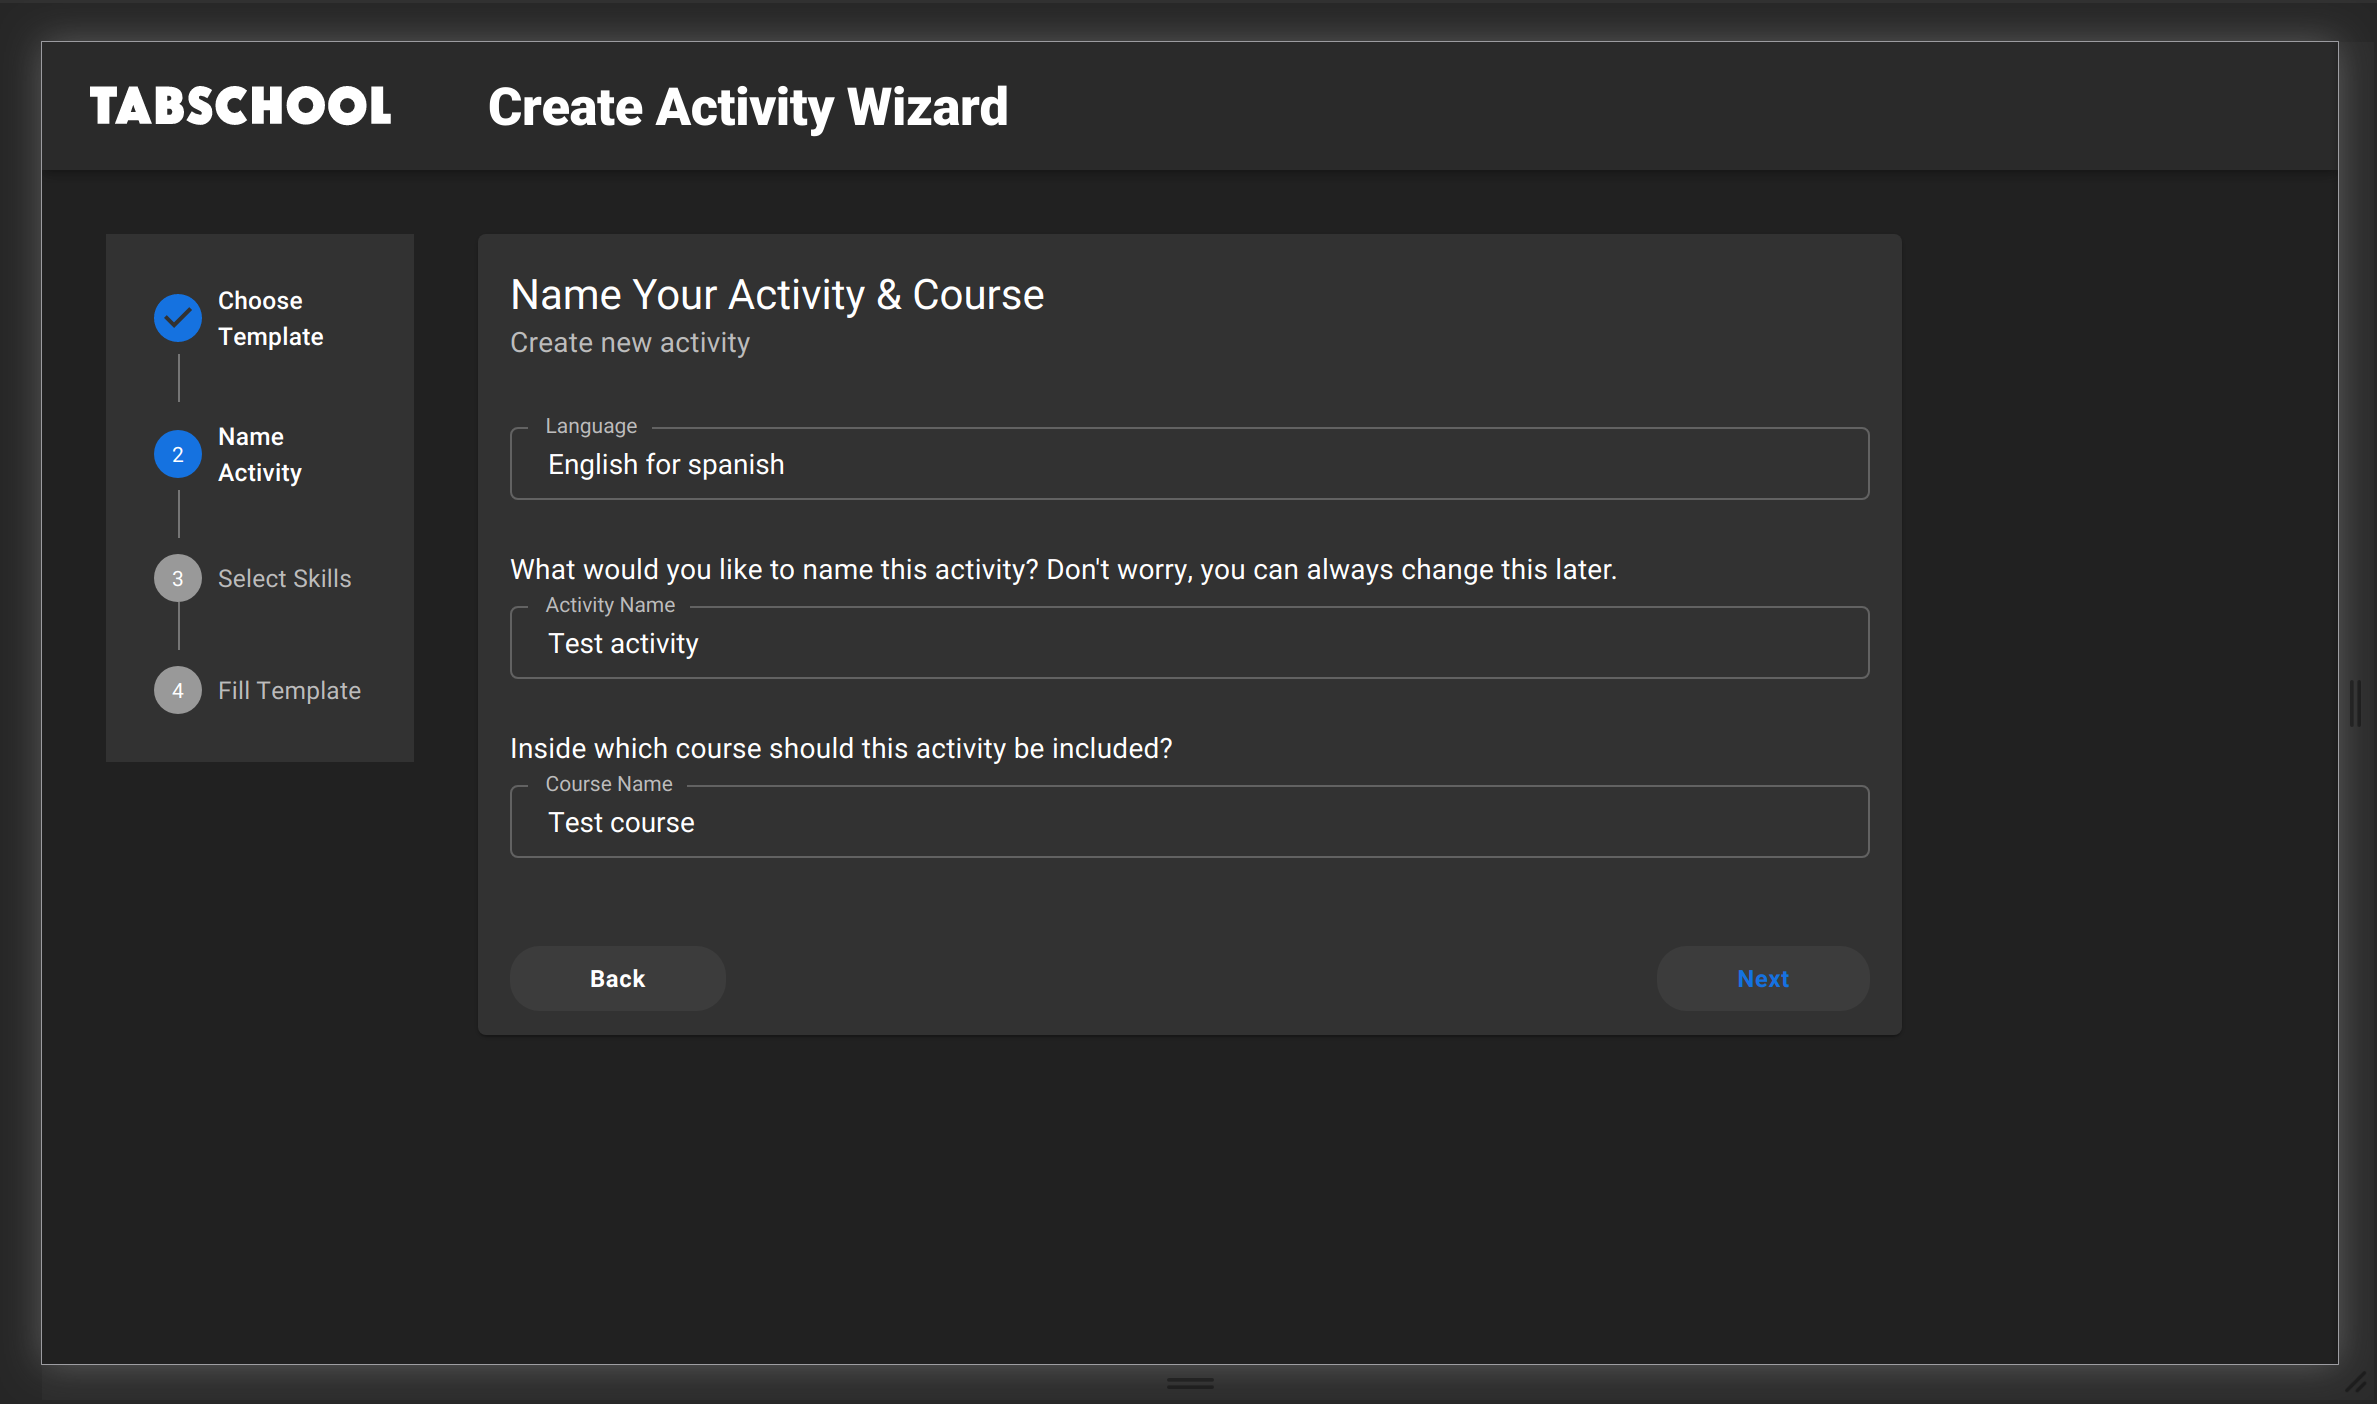 TABSCHOOL
Create Activity Wizard
Choose
Template
2
Name
Activity
3
Select Skills
4
Fill Template
Name Your Activity & Course
Create new activity
Language
English for spanish
What would you like to name this activity? Don't worry, you can always change this later.
Activity Name
Test activity
Inside which course should this activity be included?
Course Name
Test course
Back
Next